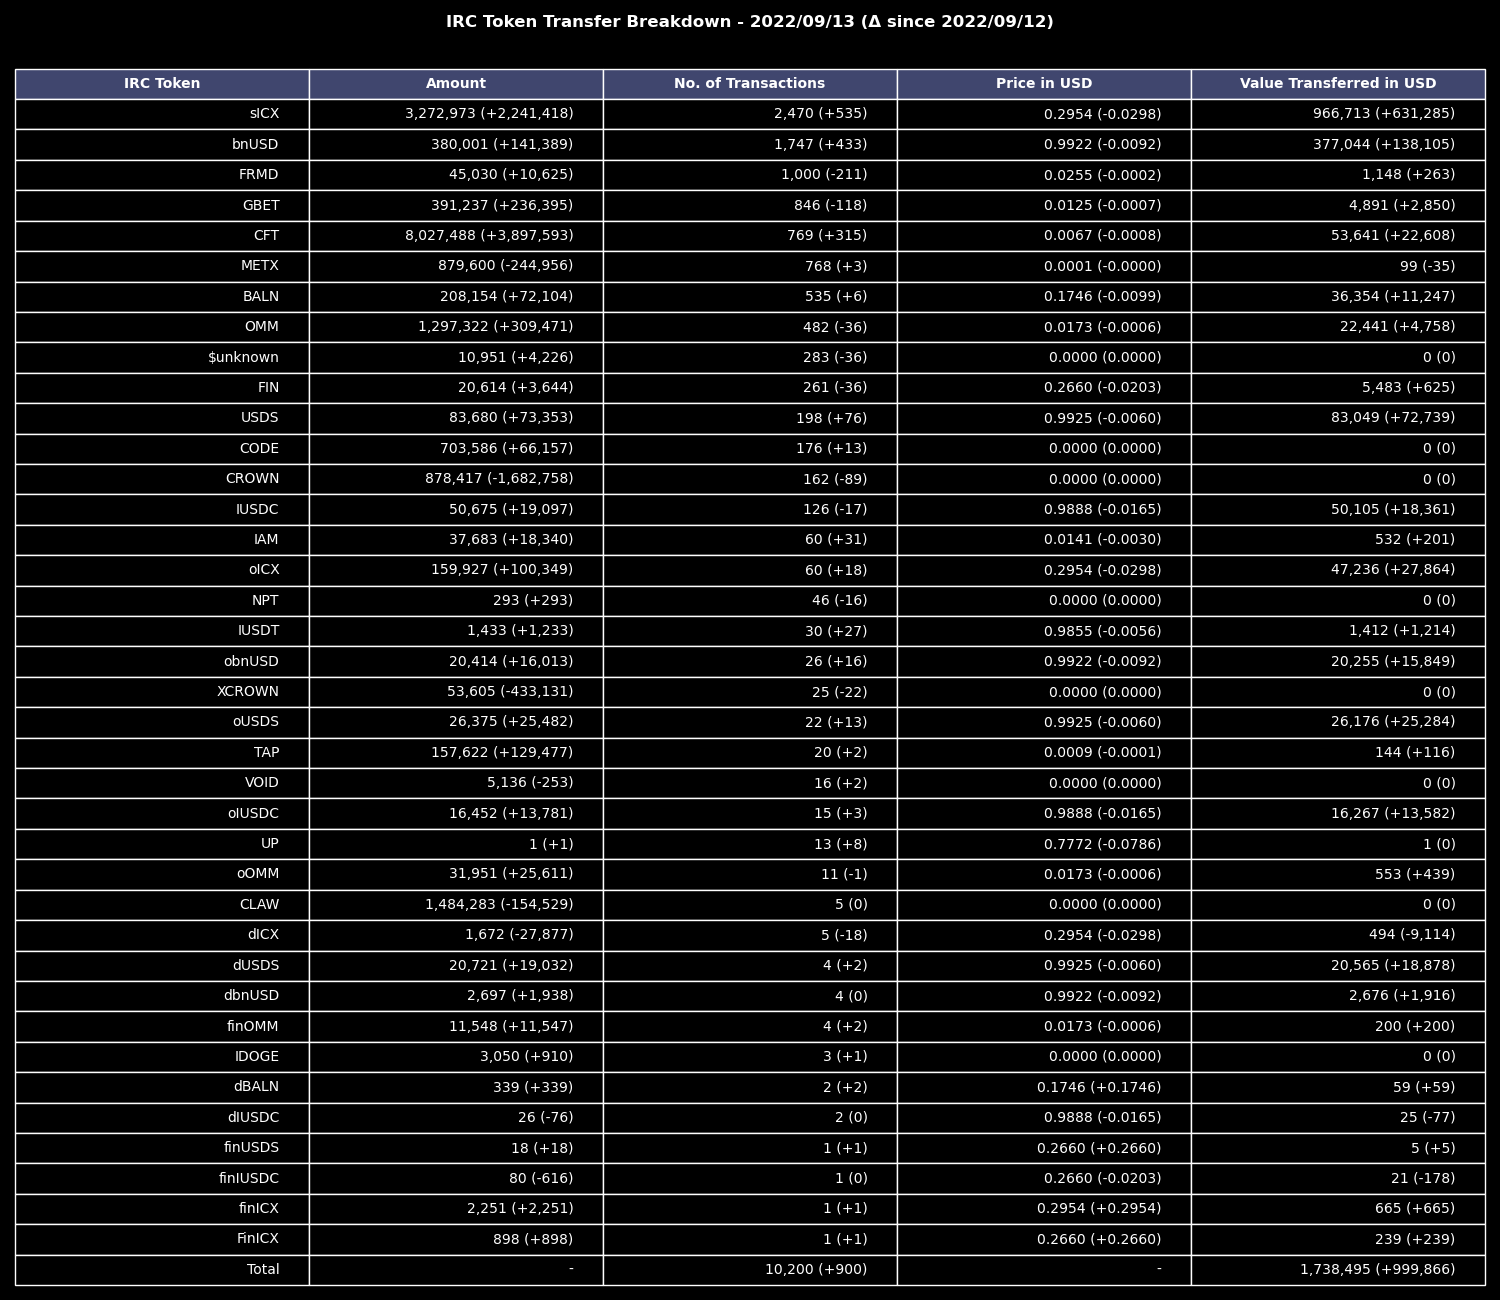 IRC Token Transfer Breakdown - 2022/09/13 (Δ since 2022/09/12)
IRC Token Amount No. of Transactions Price in USD Value Transferred in USD
sICX 3,272,973 (+2,241,418) 2,470 (+535) 0.2954 (-0.0298) 966,713 (+631,285)
bnUSD 380,001 (+141,389) 1,747 (+433) 0.9922 (-0.0092) 377,044 (+138,105)
FRMD 45,030 (+10,625) 1,000 (-211) 0.0255 (-0.0002) 1,148 (+263)
GBET 391,237 (+236,395) 846 (-118) 0.0125 (-0.0007) 4,891 (+2,850)
CFT 8,027,488 (+3,897,593) 769 (+315) 0.0067 (-0.0008) 53,641 (+22,608)
METX 879,600 (-244,956) 768 (+3) 0.0001 (-0.0000) 99 (-35)
BALN 208,154 (+72,104) 535 (+6) 0.1746 (-0.0099) 36,354 (+11,247)
OMM 1,297,322 (+309,471) 482 (-36) 0.0173 (-0.0006) 22,441 (+4,758)
$unknown 10,951 (+4,226) 283 (-36) 0.0000 (0.0000) 0 (0)
FIN 20,614 (+3,644) 261 (-36) 0.2660 (-0.0203) 5,483 (+625)
USDS 83,680 (+73,353) 198 (+76) 0.9925 (-0.0060) 83,049 (+72,739)
CODE 703,586 (+66,157) 176 (+13) 0.0000 (0.0000) 0 (0)
CROWN 878,417 (-1,682,758) 162 (-89) 0.0000 (0.0000) 0 (0)
IUSDC 50,675 (+19,097) 126 (-17) 0.9888 (-0.0165) 50,105 (+18,361)
IAM 37,683 (+18,340) 60 (+31) 0.0141 (-0.0030) 532 (+201)
oICX 159,927 (+100,349) 60 (+18) 0.2954 (-0.0298) 47,236 (+27,864)
NPT 293 (+293) 46 (-16) 0.0000 (0.0000) 0 (0)
IUSDT 1,433 (+1,233) 30 (+27) 0.9855 (-0.0056) 1,412 (+1,214)
obnUSD 20,414 (+16,013) 26 (+16) 0.9922 (-0.0092) 20,255 (+15,849)
XCROWN 53,605 (-433,131) 25 (-22) 0.0000 (0.0000) 0 (0)
oUSDS 26,375 (+25,482) 22 (+13) 0.9925 (-0.0060) 26,176 (+25,284)
TAP 157,622 (+129,477) 20 (+2) 0.0009 (-0.0001) 144 (+116)
VOID 5,136 (-253) 16 (+2) 0.0000 (0.0000) 0 (0)
oIUSDC 16,452 (+13,781) 15 (+3) 0.9888 (-0.0165) 16,267 (+13,582)
UP 1 (+1) 13 (+8) 0.7772 (-0.0786) 1 (0)
oOMM 31,951 (+25,611) 11 (-1) 0.0173 (-0.0006) 553 (+439)
CLAW 1,484,283 (-154,529) 5 (0) 0.0000 (0.0000) 0 (0)
dICX 1,672 (-27,877) 5 (-18) 0.2954 (-0.0298) 494 (-9,114)
dUSDS 20,721 (+19,032) 4 (+2) 0.9925 (-0.0060) 20,565 (+18,878)
dbnUSD 2,697 (+1,938) 4 (0) 0.9922 (-0.0092) 2,676 (+1,916)
finOMM 11,548 (+11,547) 4 (+2) 0.0173 (-0.0006) 200 (+200)
IDOGE 3,050 (+910) 3 (+1) 0.0000 (0.0000) 0 (0)
dBALN 339 (+339) 2 (+2) 0.1746 (+0.1746) 59 (+59)
dIUSDC 26 (-76) 2 (0) 0.9888 (-0.0165) 25 (-77)
finUSDS 18 (+18) 1 (+1) 0.2660 (+0.2660) 5 (+5)
finIUSDC 80 (-616) 1 (0) 0.2660 (-0.0203) 21 (-178)
finICX 2,251 (+2,251) 1 (+1) 0.2954 (+0.2954) 665 (+665)
FinICX 898 (+898) 1 (+1) 0.2660 (+0.2660) 239 (+239)
Total - 10,200 (+900) - 1,738,495 (+999,866)